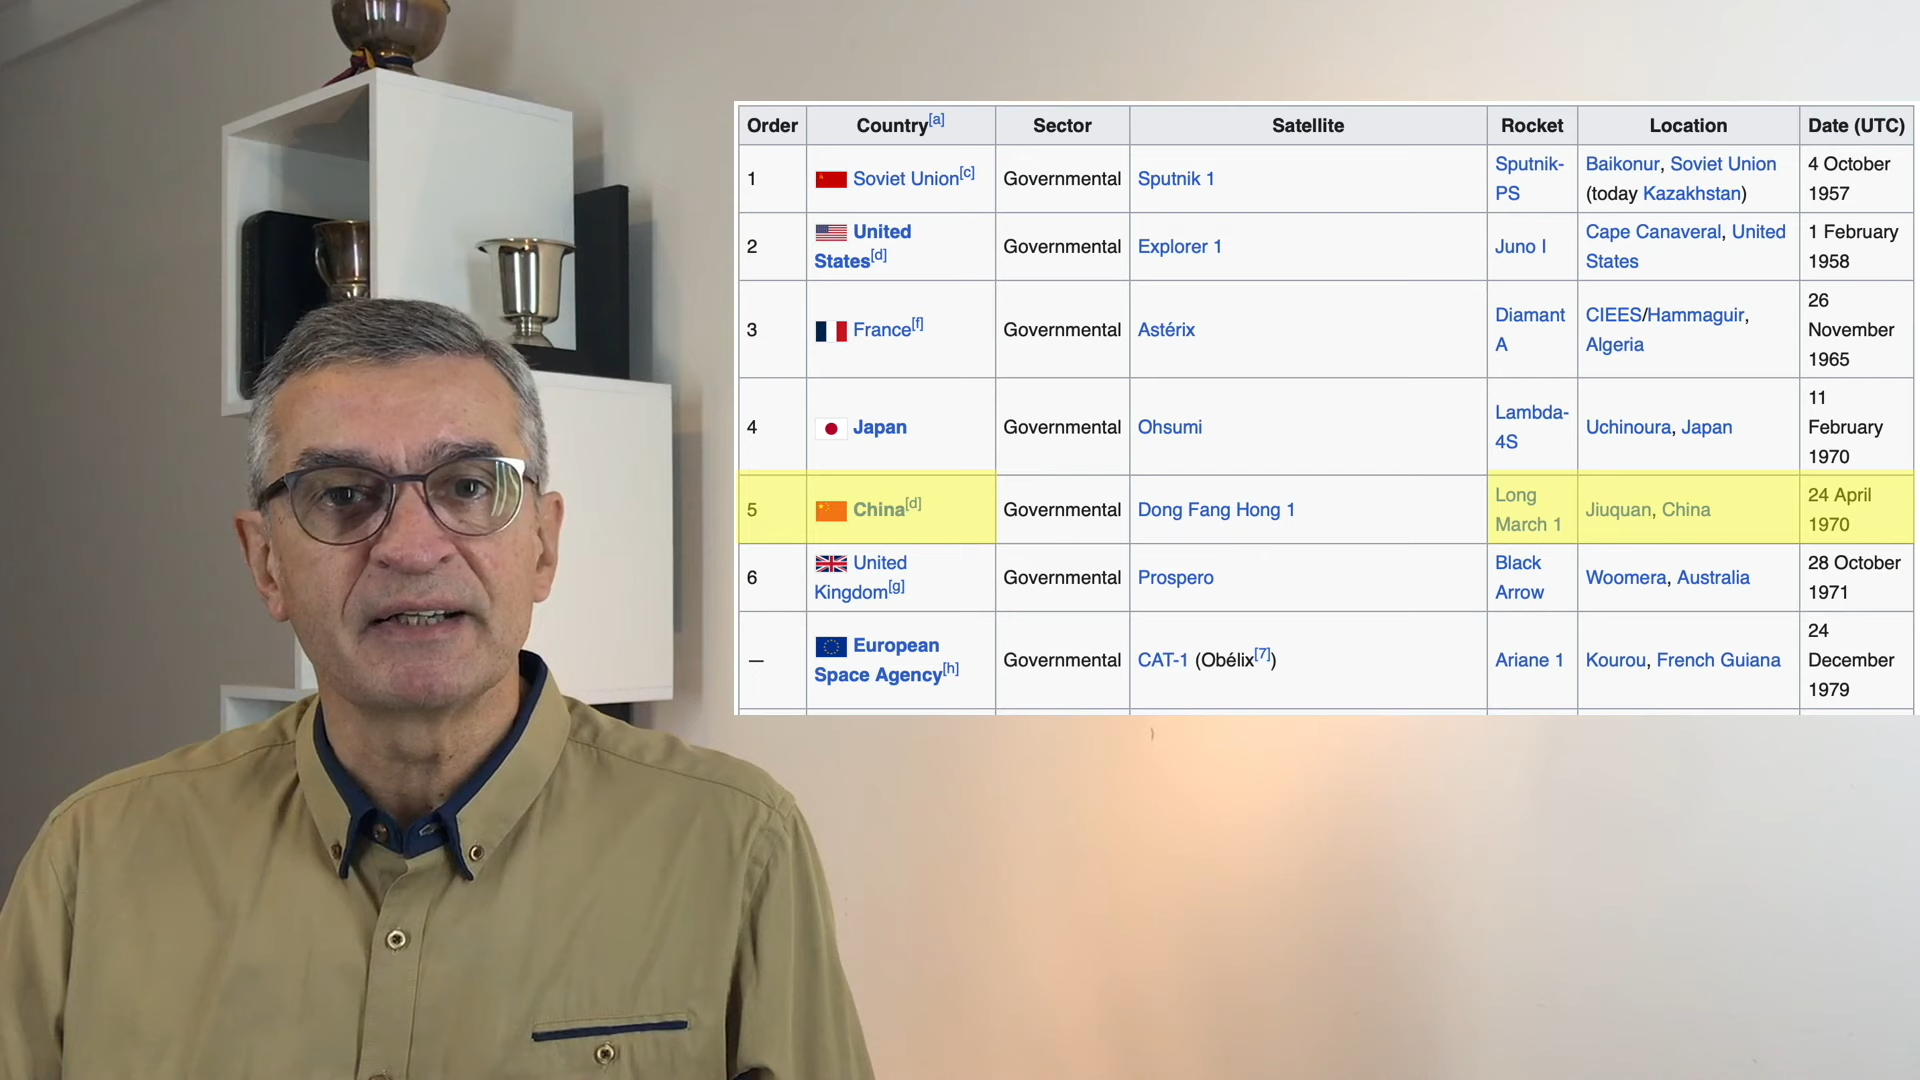 Order Country[a] Sector Satellite Rocket Location Date (UTC)
1 Soviet Union[c] Governmental Sputnik 1 Sputnik-PS Baikonur, Soviet Union (today Kazakhstan) 4 October 1957
2 United States[d] Governmental Explorer 1 Juno I Cape Canaveral, United States 1 February 1958
3 France[f] Governmental Astérix Diamant A CIEES/Hammaguir, Algeria 26 November 1965
4 Japan Governmental Ohsumi Lambda-4S Uchinoura, Japan 11 February 1970
5 China[d] Governmental Dong Fang Hong 1 Long March 1 Jiuquan, China 24 April 1970
6 United Kingdom[g] Governmental Prospero Black Arrow Woomera, Australia 28 October 1971
— European Space Agency[h] Governmental CAT-1 (Obélix[7]) Ariane 1 Kourou, French Guiana 24 December 1979